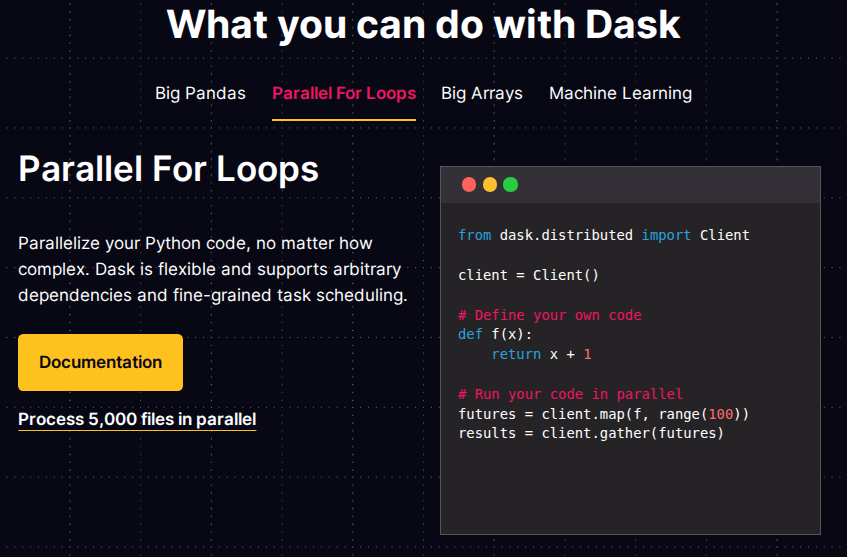 What you can do with Dask
Big Pandas Parallel For Loops Big Arrays Machine Learning
Parallel For Loops
Parallelize your Python code, no matter how
complex. Dask is flexible and supports arbitrary
dependencies and fine-grained task scheduling.
Documentation
Process 5,000 files in parallel
from dask.distributed import Client
client = Client()
# Define your own code
def f(x):
    return x + 1
# Run your code in parallel
futures = client.map(f, range(100))
results = client.gather(futures)